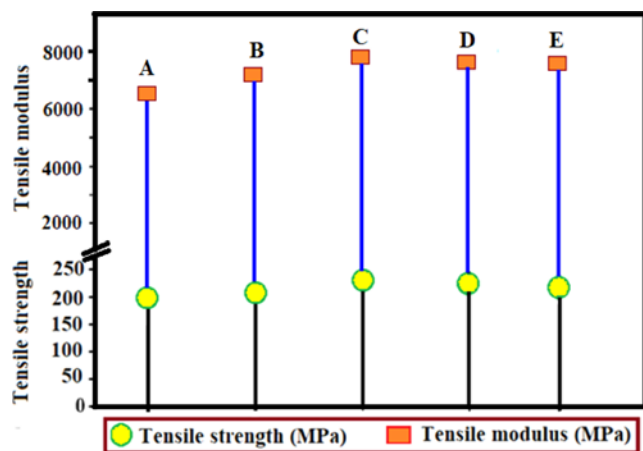 Tensile modulus
8000
6000
4000
2000
Tensile strength
250
200
150
100
50
0
A
B
C
D
E
Tensile strength (MPa)
Tensile modulus (MPa)